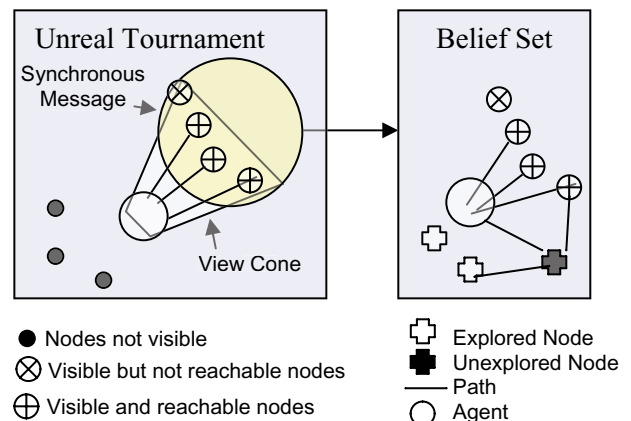 Unreal Tournament
Synchronous
Message
View Cone
Belief Set
Nodes not visible
Visible but not reachable nodes
Visible and reachable nodes
Explored Node
Unexplored Node
Path
Agent